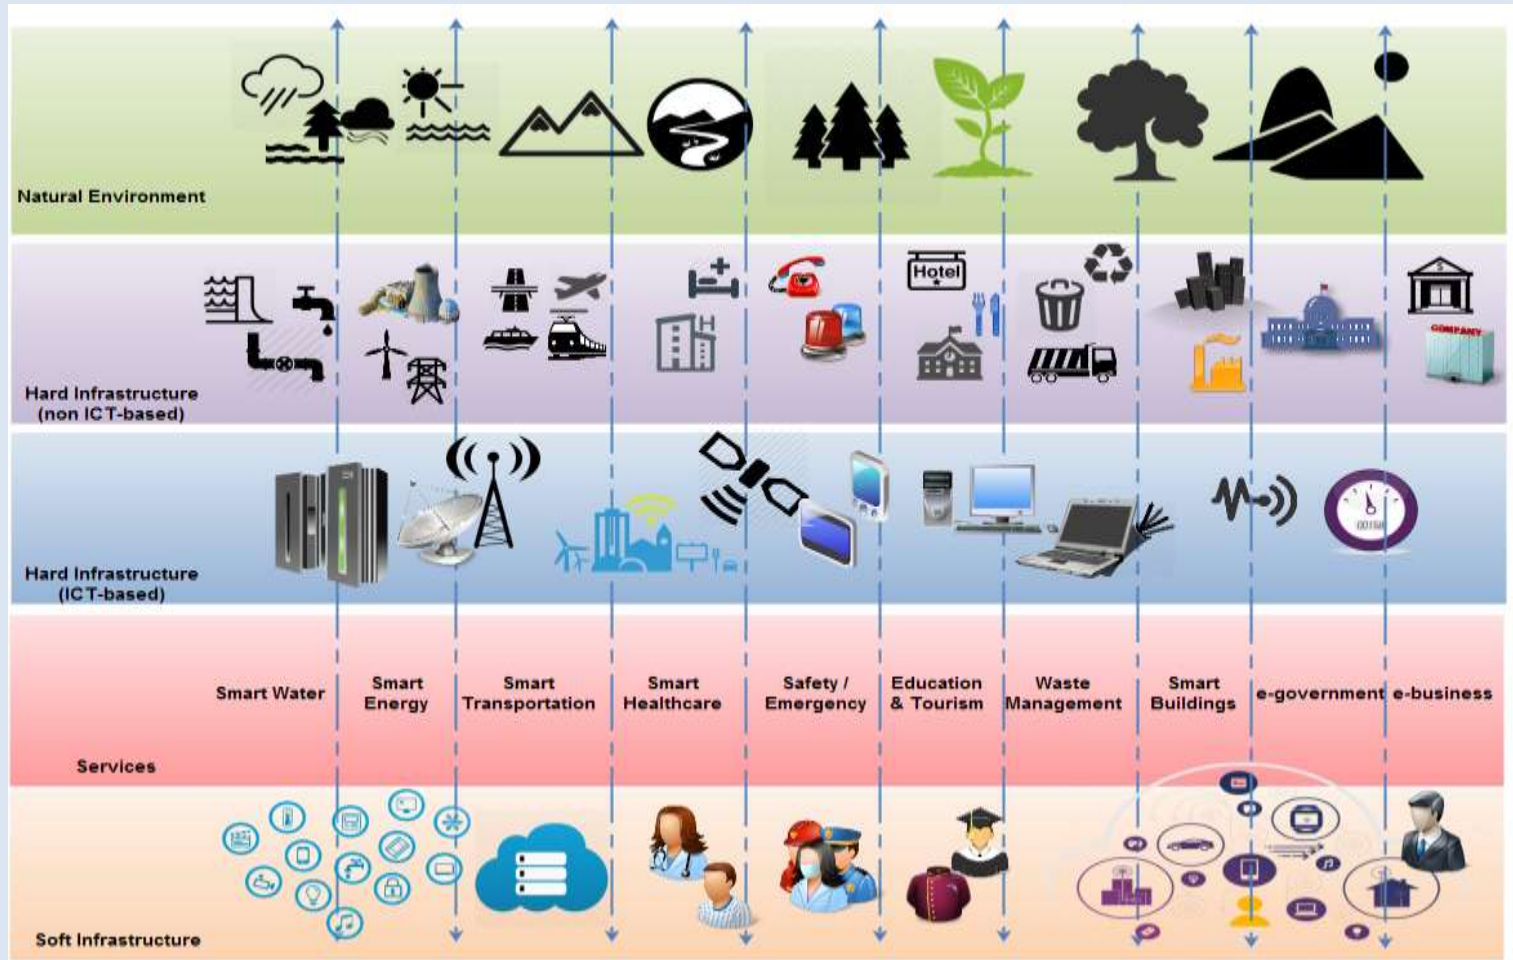 Natural Environment
Hotel
H
$
COMPANY
Hard Infrastructure
(non ICT-based)
Hard Infrastructure
(ICT-based)
Smart Water
Smart
Energy
Smart
Transportation
Smart
Healthcare
Safety /
Emergency
Education
& Tourism
Waste
Management
Smart
Buildings
e-government
e-business
Services
Soft Infrastructure